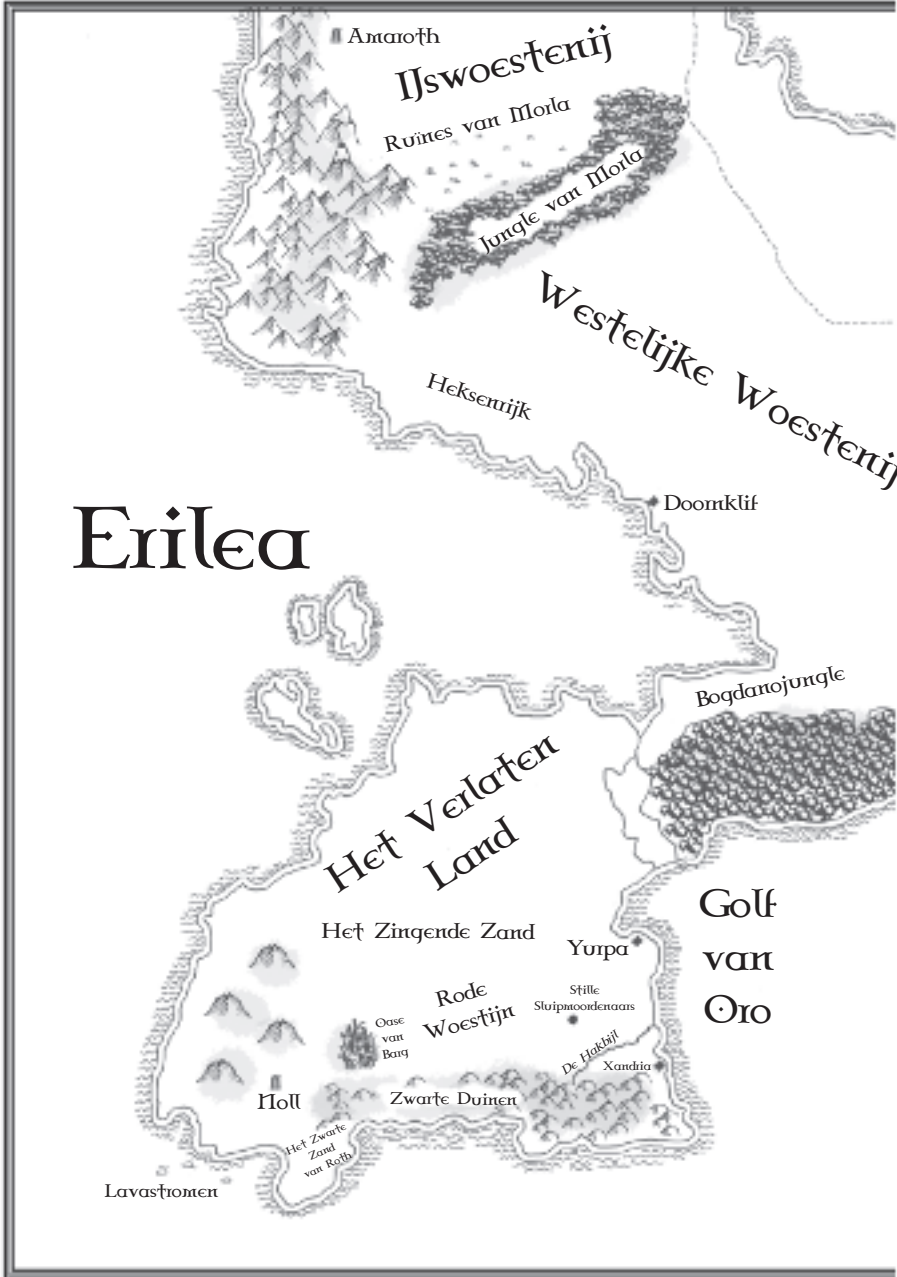 Amaroth
IJswoestenij
Ruïnes van Morla
Jungle van Morla
Westelijke Woestenij
Heksenrijk
Doornklif
Erilea
Bogdanojungle
Het Verlaten
Land
Golf
van
Oro
Het Zingende Zand
Yurpa
Rode
Woestijn
Stille
Sluipmoordenaars
Oase
van
Barg
De Hakbijl
Xandria
Noll
Zwarte Duinen
Het Zwarte
Zand
van Roth
Lavastromen